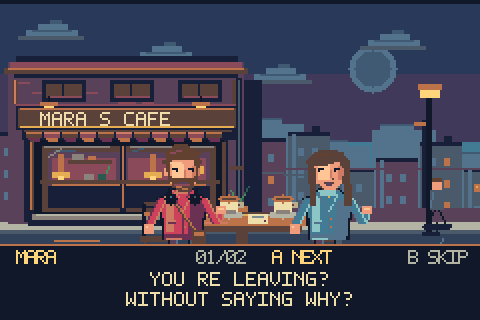 MARA S CAFE
MARA 01/02 A NEXT B SKIP
YOU RE LEAVING?
WITHOUT SAYING WHY?